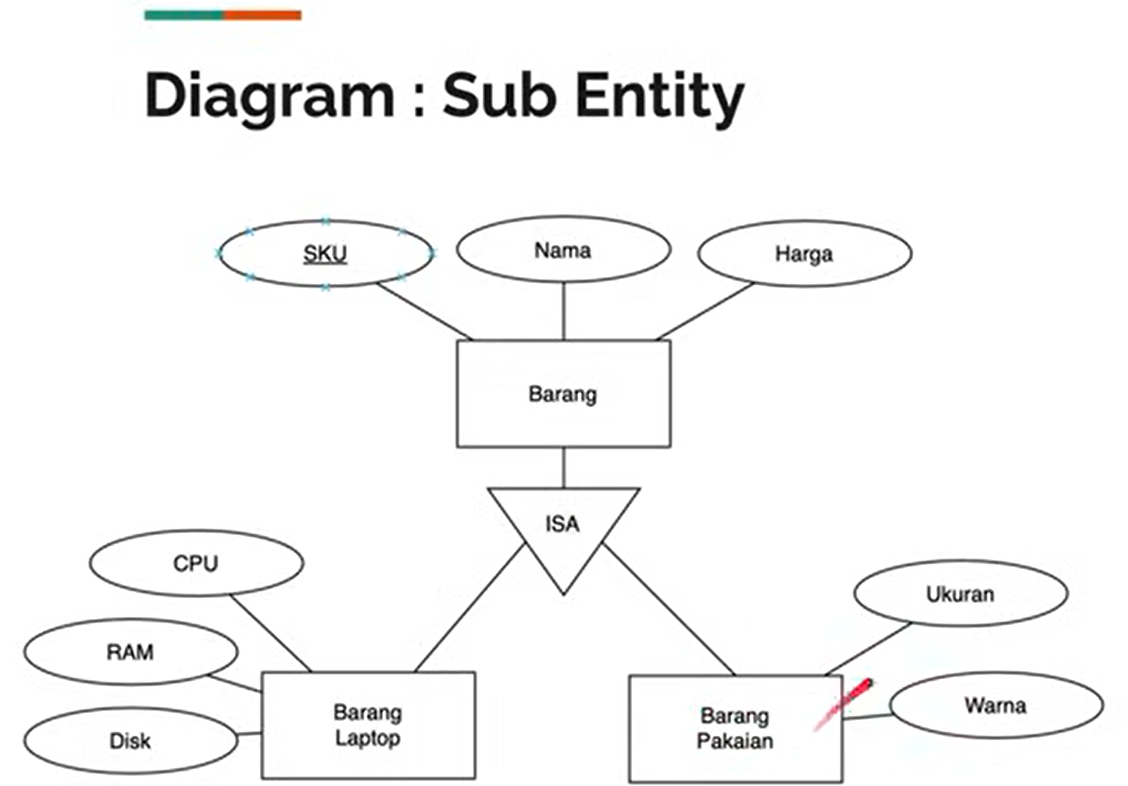 Diagram : Sub Entity
SKU
Nama
Harga
Barang
ISA
CPU
RAM
Disk
Barang
Laptop
Barang
Pakaian
Ukuran
Warna